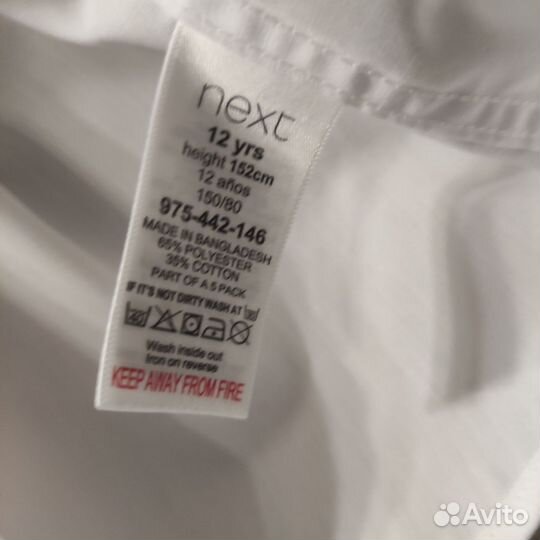 next
12 yrs
height 152cm
12 años
150/80
975-442-146
MADE IN BANGLADESH
65% POLYESTER
35% COTTON
PART OF A 5 PACK
IF IT'S NOT DIRTY WASH AT 30
40
Wash inside out
Iron on reverse
KEEP AWAY FROM FIRE
Avito